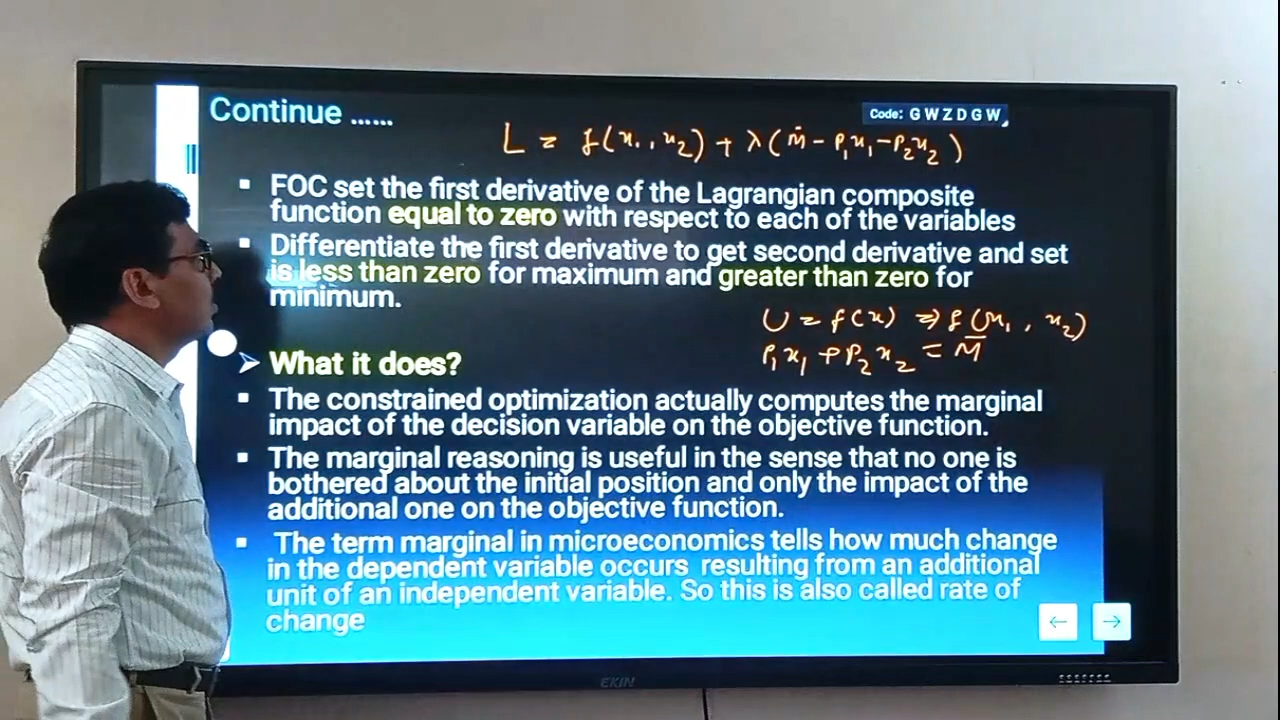 Continue ......
Code: G W Z D G W
L = f(x₁, x₂) + λ(M̄ - P₁x₁ - P₂x₂)
▪ FOC set the first derivative of the Lagrangian composite
function equal to zero with respect to each of the variables
▪ Differentiate the first derivative to get second derivative and set
is less than zero for maximum and greater than zero for
minimum.
U = f(x) ⇒ f(x₁, x₂)
P₁x₁ + P₂x₂ = M̄
➢ What it does?
▪ The constrained optimization actually computes the marginal
impact of the decision variable on the objective function.
▪ The marginal reasoning is useful in the sense that no one is
bothered about the initial position and only the impact of the
additional one on the objective function.
▪ The term marginal in microeconomics tells how much change
in the dependent variable occurs resulting from an additional
unit of an independent variable. So this is also called rate of
change
← →
EKIN